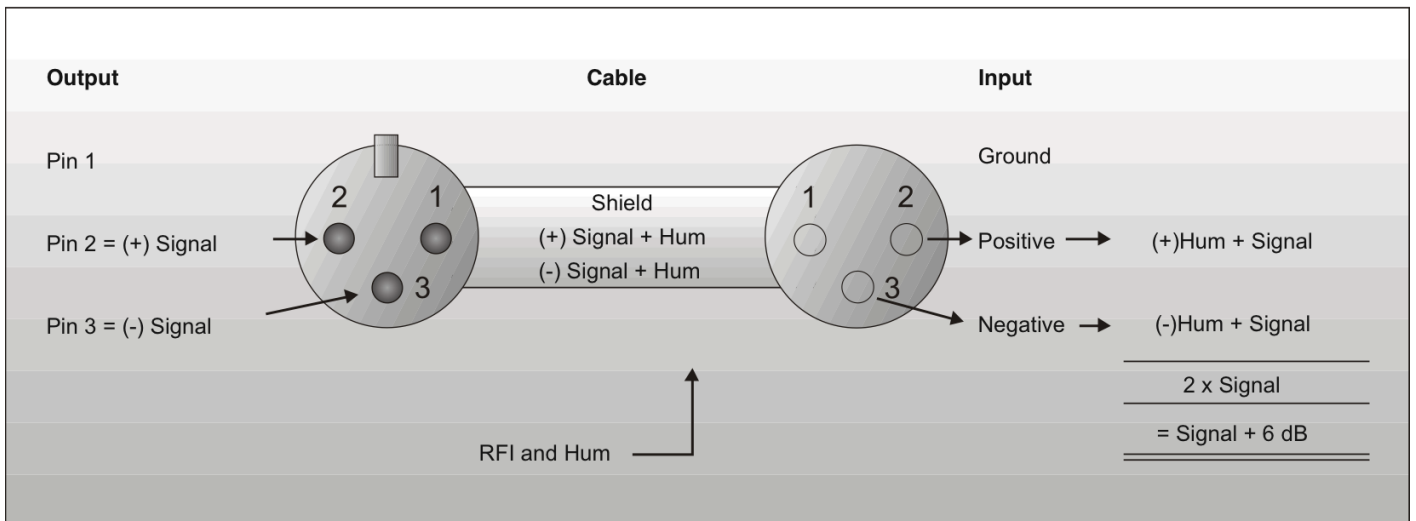 Output
Cable
Input
Pin 1
Ground
2
1
1
2
Shield
Pin 2 = (+) Signal
(+) Signal + Hum
Positive
(+)Hum + Signal
(-) Signal + Hum
3
3
Pin 3 = (-) Signal
Negative
(-)Hum + Signal
2 x Signal
= Signal + 6 dB
RFI and Hum